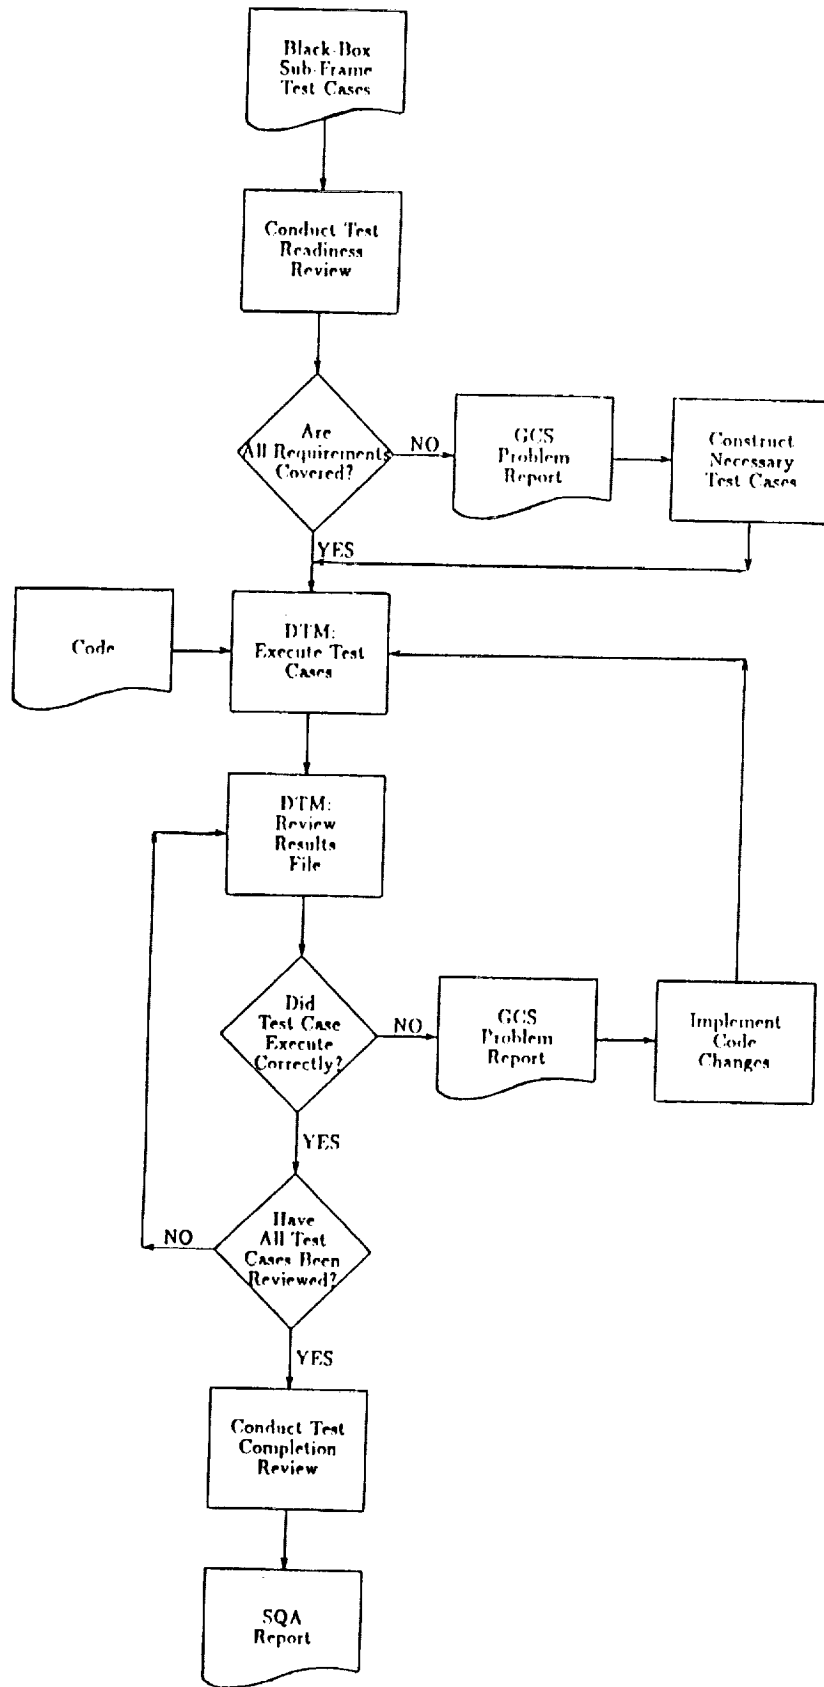 Black-Box
Sub-Frame
Test Cases
Conduct Test
Readiness
Review
Are
All Requirements
Covered?
NO
GCS
Problem
Report
Construct
Necessary
Test Cases
YES
Code
DTM:
Execute Test
Cases
DTM:
Review
Results
File
Did
Test Case
Execute
Correctly?
NO
GCS
Problem
Report
Implement
Code
Changes
YES
Have
All Test
Cases Been
Reviewed?
NO
YES
Conduct Test
Completion
Review
SQA
Report